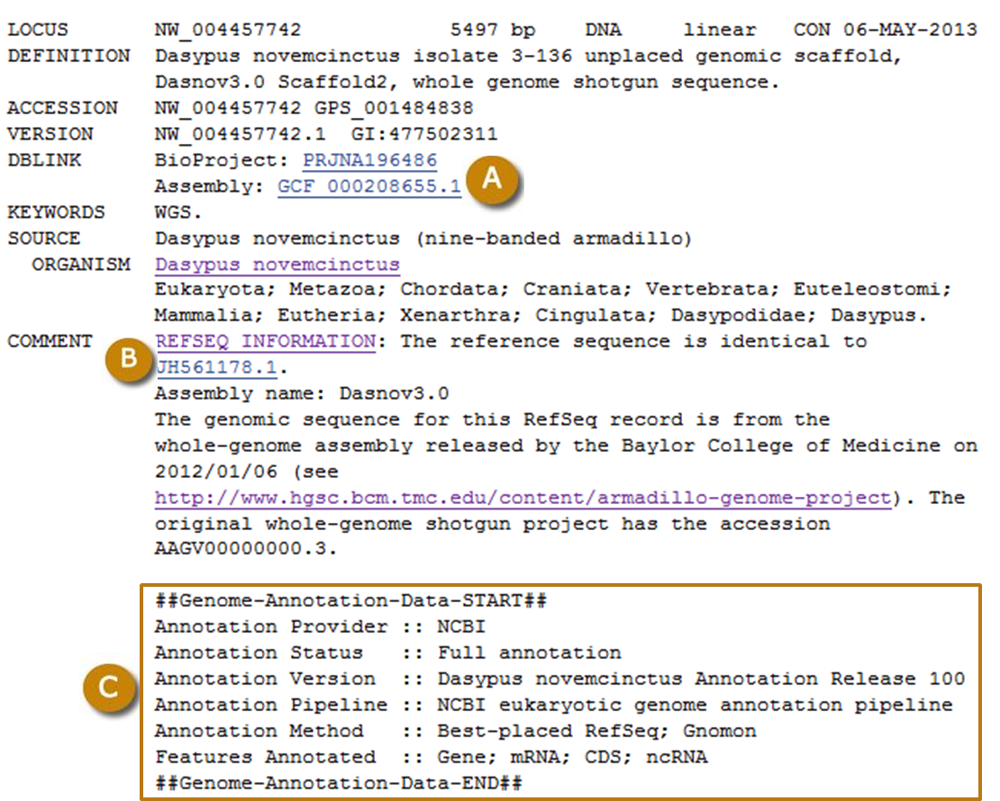 LOCUS       NW_004457742            5497 bp    DNA     linear   CON 06-MAY-2013
DEFINITION  Dasypus novemcinctus isolate 3-136 unplaced genomic scaffold,
Dasnov3.0 Scaffold2, whole genome shotgun sequence.
ACCESSION   NW_004457742 GPS_001484838
VERSION     NW_004457742.1  GI:477502311
DBLINK      BioProject: PRJNA196486
Assembly: GCF_000208655.1 A
KEYWORDS    WGS.
SOURCE      Dasypus novemcinctus (nine-banded armadillo)
ORGANISM  Dasypus novemcinctus
Eukaryota; Metazoa; Chordata; Craniata; Vertebrata; Euteleostomi;
Mammalia; Eutheria; Xenarthra; Cingulata; Dasypodidae; Dasypus.
COMMENT     REFSEQ INFORMATION: The reference sequence is identical to
B JH561178.1.
Assembly name: Dasnov3.0
The genomic sequence for this RefSeq record is from the
whole-genome assembly released by the Baylor College of Medicine on
2012/01/06 (see
http://www.hgsc.bcm.tmc.edu/content/armadillo-genome-project). The
original whole-genome shotgun project has the accession
AAGV00000000.3.
##Genome-Annotation-Data-START##
Annotation Provider :: NCBI
Annotation Status   :: Full annotation
Annotation Version  :: Dasypus novemcinctus Annotation Release 100
C Annotation Pipeline :: NCBI eukaryotic genome annotation pipeline
Annotation Method   :: Best-placed RefSeq; Gnomon
Features Annotated  :: Gene; mRNA; CDS; ncRNA
##Genome-Annotation-Data-END##